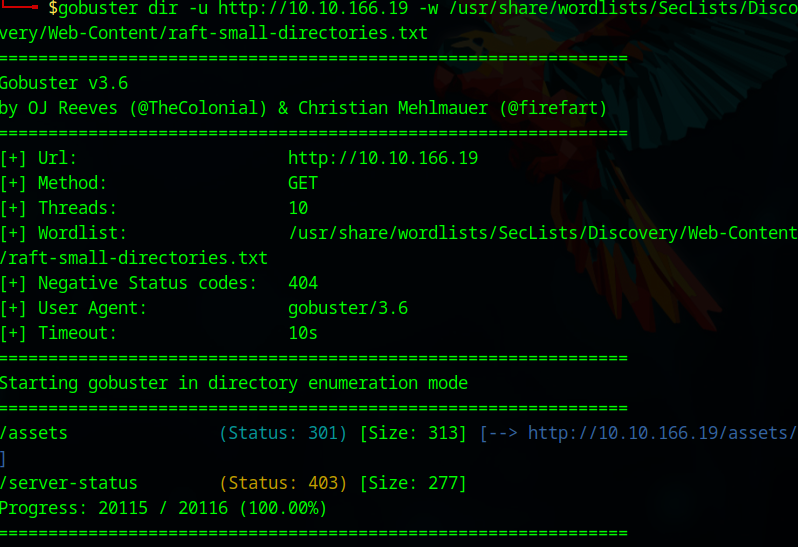 $gobuster dir -u http://10.10.166.19 -w /usr/share/wordlists/SecLists/Disco
very/Web-Content/raft-small-directories.txt
===============================================================
Gobuster v3.6
by OJ Reeves (@TheColonial) & Christian Mehlmauer (@firefart)
===============================================================
[+] Url:                     http://10.10.166.19
[+] Method:                  GET
[+] Threads:                 10
[+] Wordlist:                /usr/share/wordlists/SecLists/Discovery/Web-Content
/raft-small-directories.txt
[+] Negative Status codes:   404
[+] User Agent:              gobuster/3.6
[+] Timeout:                 10s
===============================================================
Starting gobuster in directory enumeration mode
===============================================================
/assets               (Status: 301) [Size: 313] [--> http://10.10.166.19/assets/
]
/server-status        (Status: 403) [Size: 277]
Progress: 20115 / 20116 (100.00%)
===============================================================